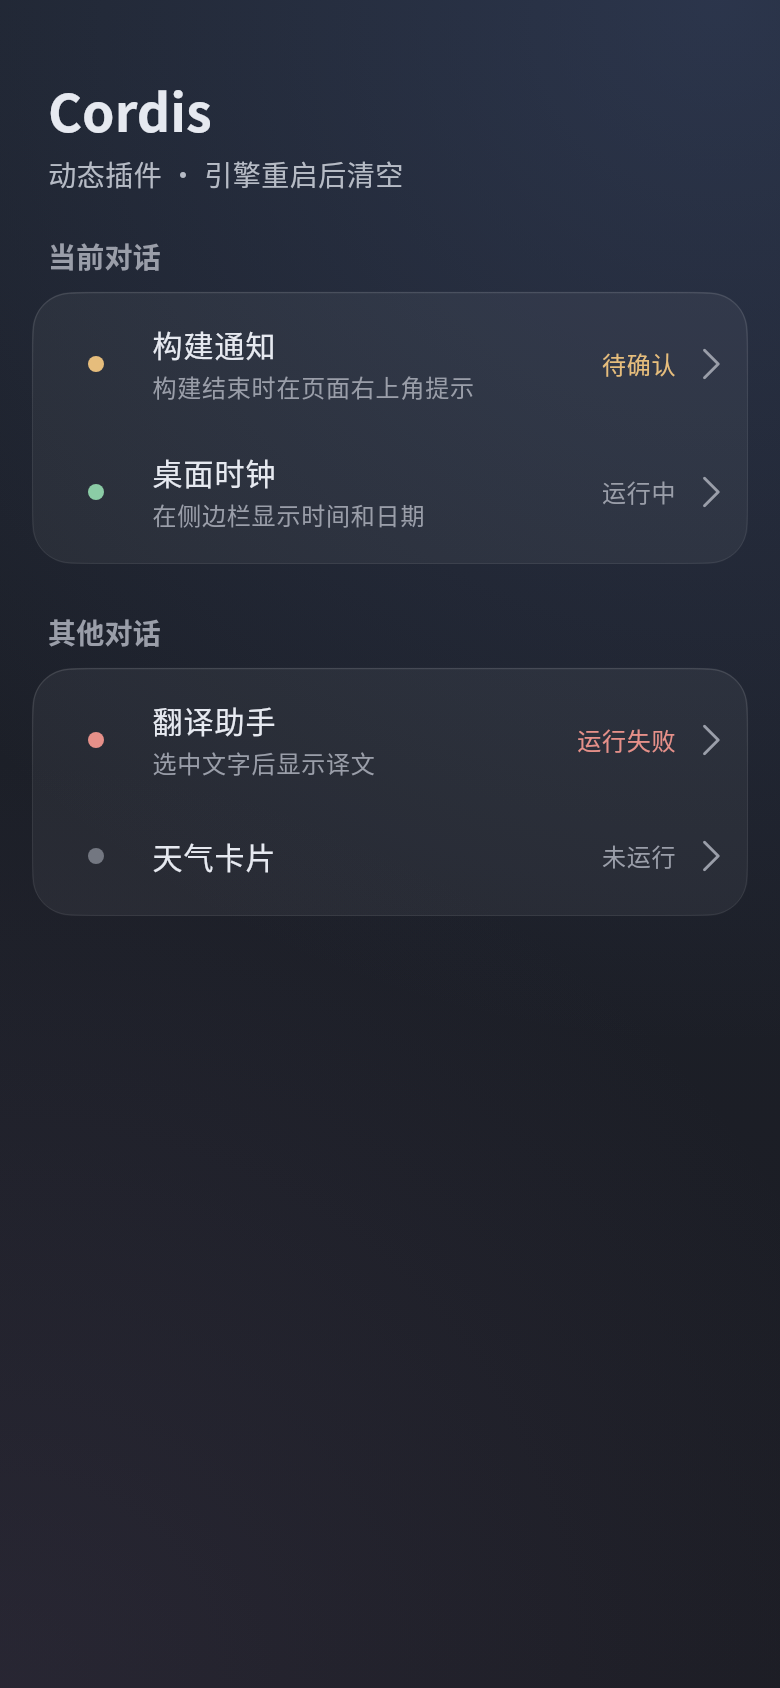 Cordis
动态插件 · 引擎重启后清空
当前对话
构建通知
构建结束时在页面右上角提示
待确认
桌面时钟
在侧边栏显示时间和日期
运行中
其他对话
翻译助手
选中文字后显示译文
运行失败
天气卡片
未运行